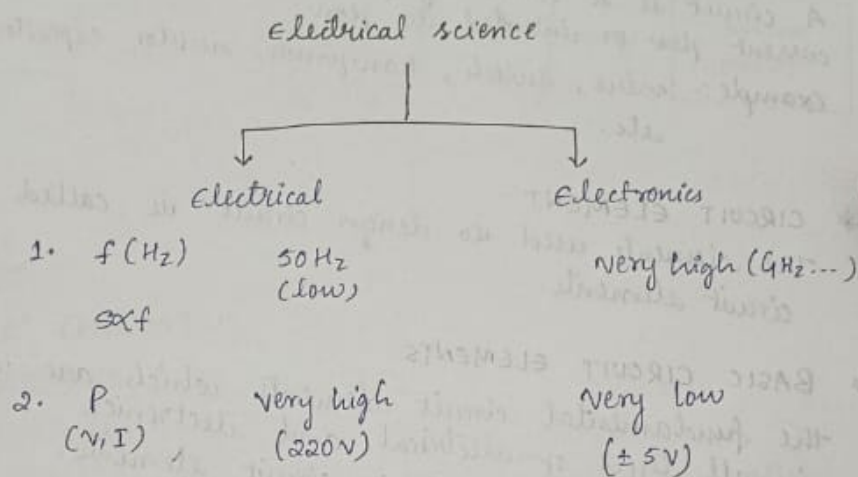 Electrical science
Electrical Electronics
1. f (Hz) 50 Hz very high (GHz...)
(low)
s∝f
2. P very high very low
(V, I) (220V) (± 5V)